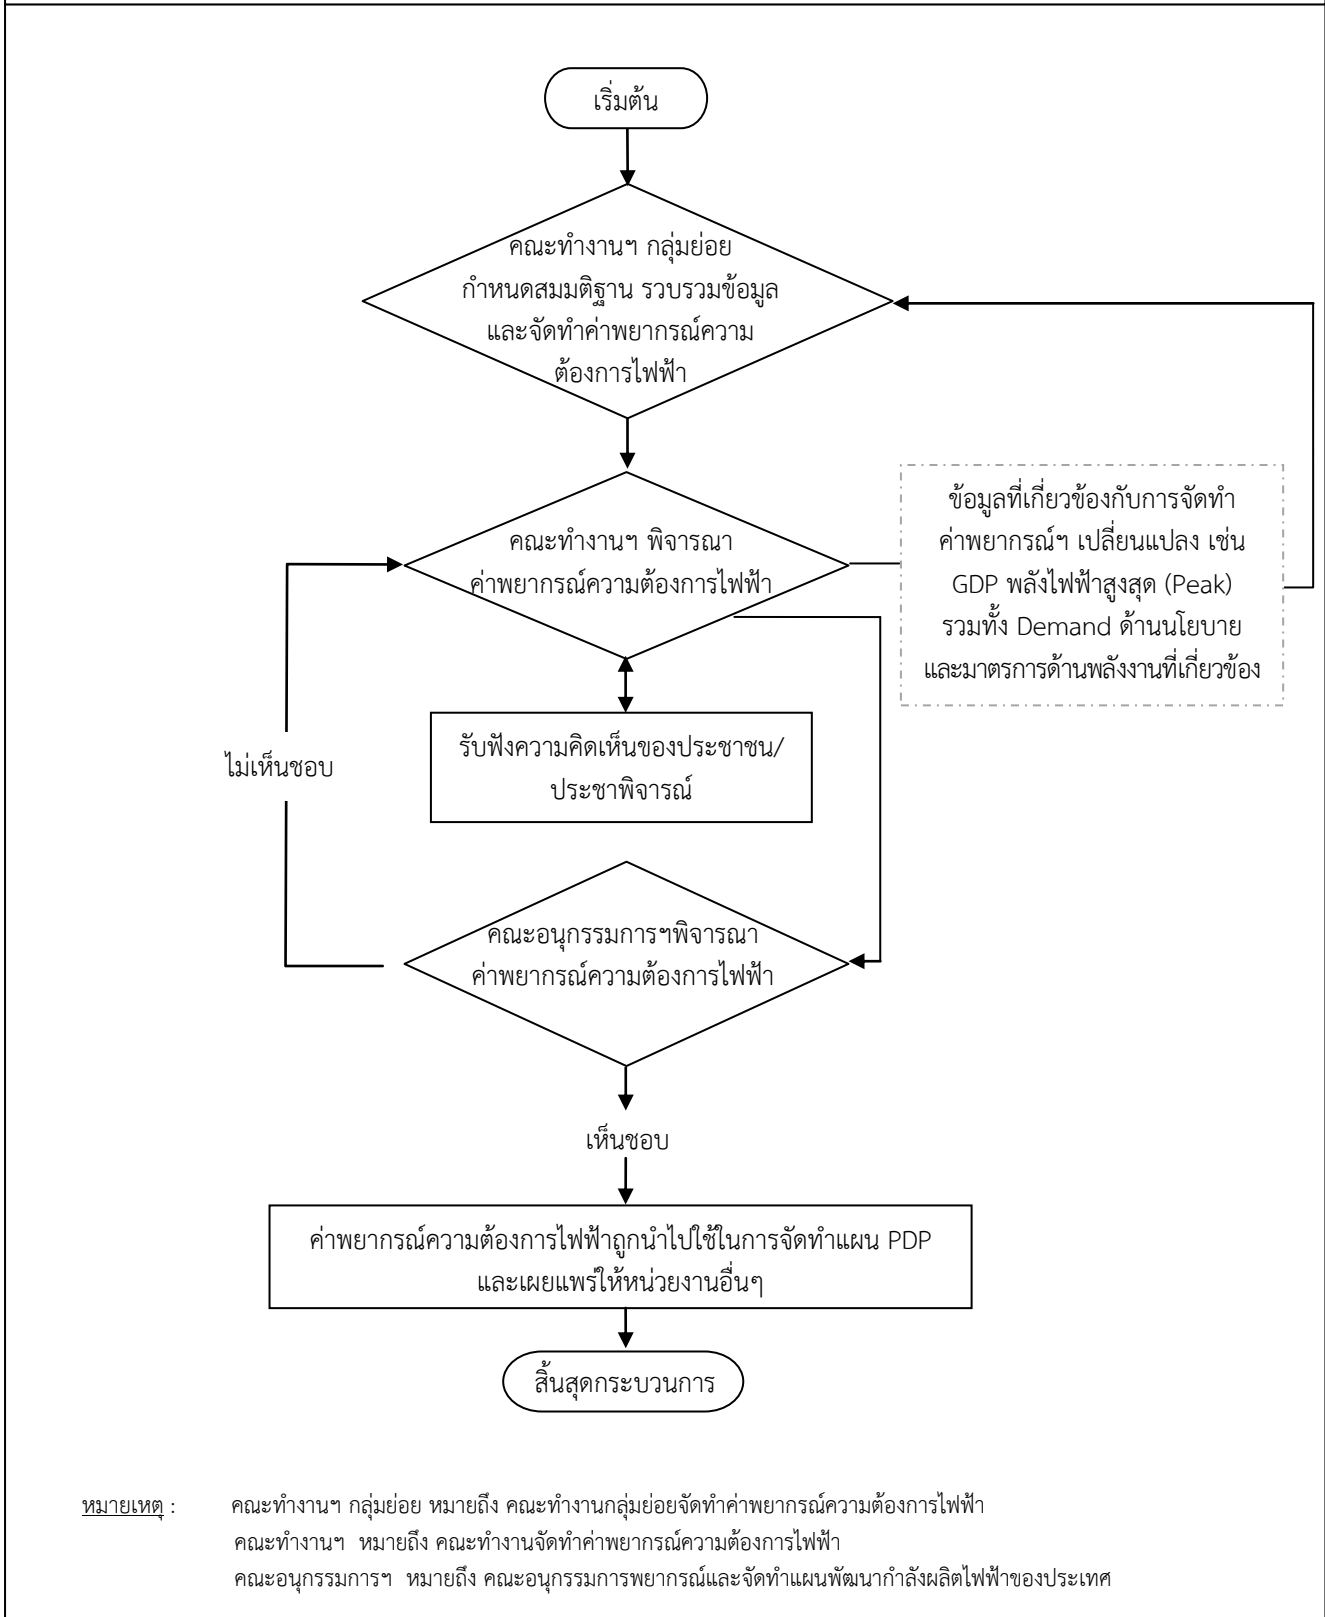 เริ่มต้น
คณะทำงานฯ กลุ่มย่อย
กำหนดสมมติฐาน รวบรวมข้อมูล
และจัดทำค่าพยากรณ์ความ
ต้องการไฟฟ้า
คณะทำงานฯ พิจารณา
ค่าพยากรณ์ความต้องการไฟฟ้า
ข้อมูลที่เกี่ยวข้องกับการจัดทำ
ค่าพยากรณ์ฯ เปลี่ยนแปลง เช่น
GDP พลังไฟฟ้าสูงสุด (Peak)
รวมทั้ง Demand ด้านนโยบาย
และมาตรการด้านพลังงานที่เกี่ยวข้อง
รับฟังความคิดเห็นของประชาชน/
ประชาพิจารณ์
ไม่เห็นชอบ
คณะอนุกรรมการฯพิจารณา
ค่าพยากรณ์ความต้องการไฟฟ้า
เห็นชอบ
ค่าพยากรณ์ความต้องการไฟฟ้าถูกนำไปใช้ในการจัดทำแผน PDP
และเผยแพร่ให้หน่วยงานอื่นๆ
สิ้นสุดกระบวนการ
หมายเหตุ : คณะทำงานฯ กลุ่มย่อย หมายถึง คณะทำงานกลุ่มย่อยจัดทำค่าพยากรณ์ความต้องการไฟฟ้า
คณะทำงานฯ หมายถึง คณะทำงานจัดทำค่าพยากรณ์ความต้องการไฟฟ้า
คณะอนุกรรมการฯ หมายถึง คณะอนุกรรมการพยากรณ์และจัดทำแผนพัฒนากำลังผลิตไฟฟ้าของประเทศ